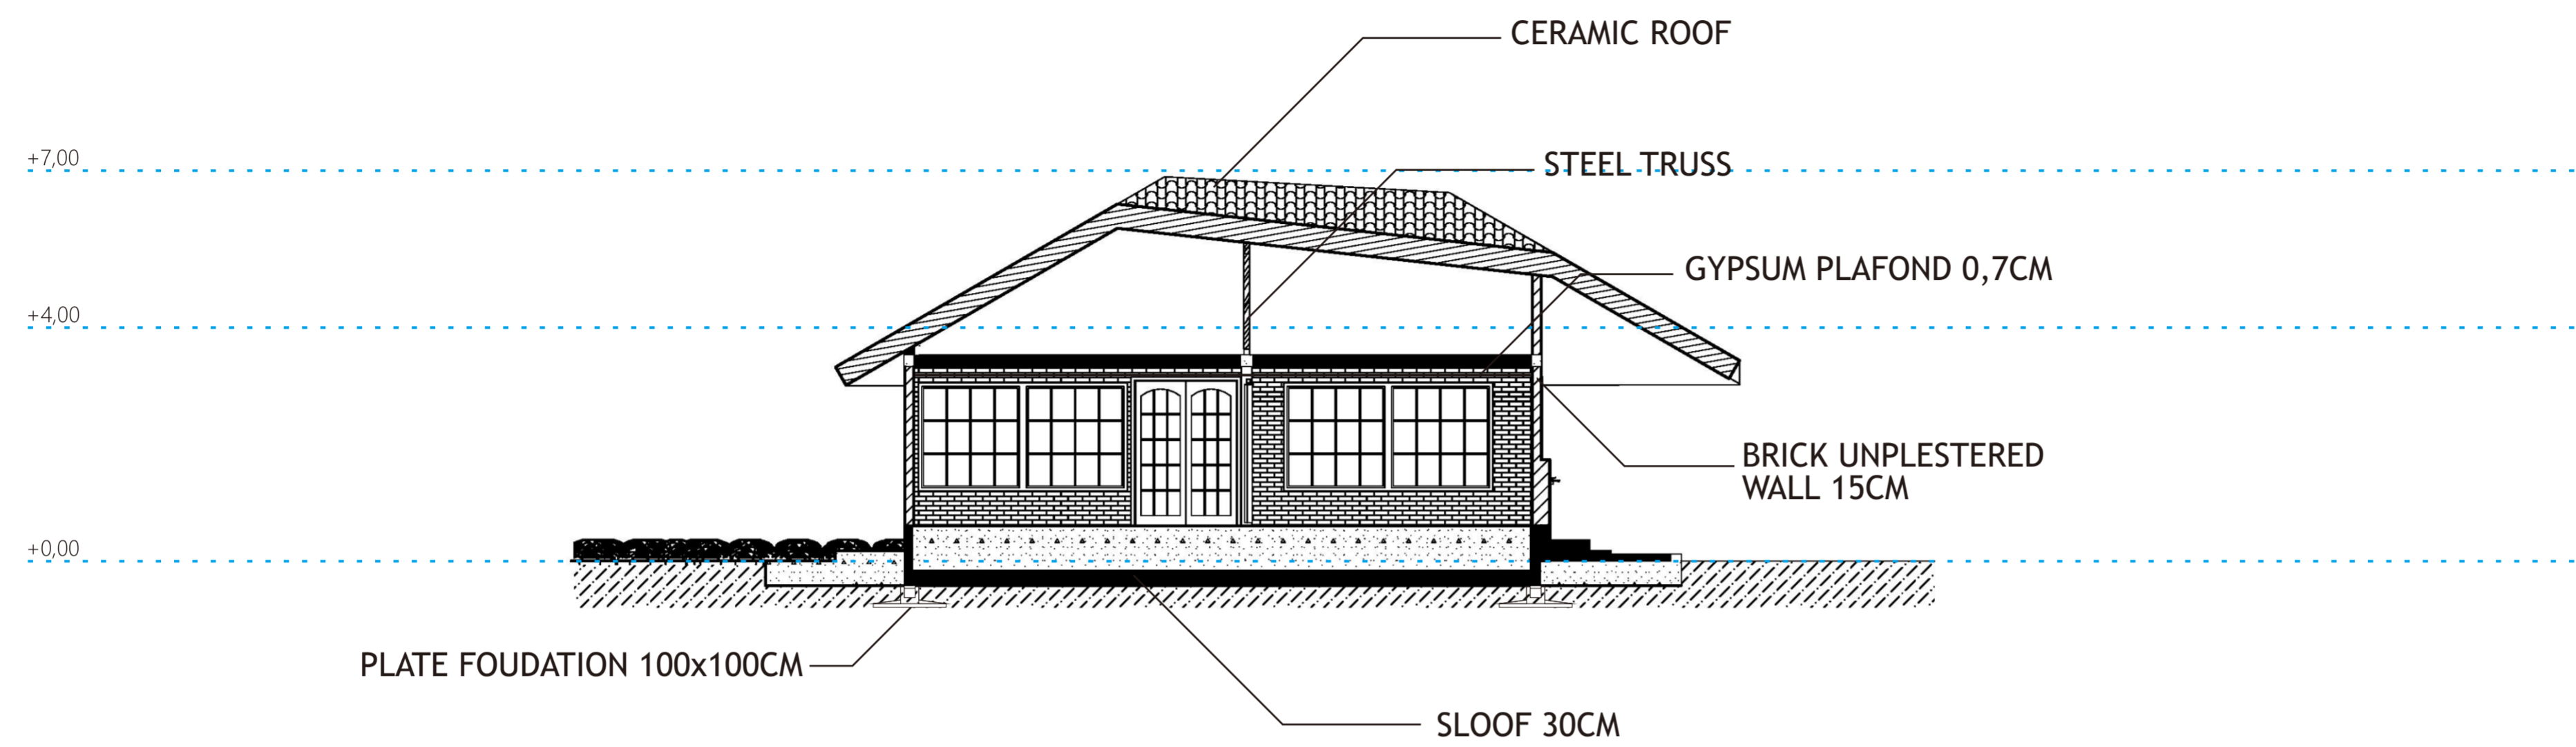 CERAMIC ROOF
+7,00
STEEL TRUSS
GYPSUM PLAFOND 0,7CM
+4,00
BRICK UNPLESTERED
WALL 15CM
+0,00
PLATE FOUDATION 100x100CM
SLOOF 30CM